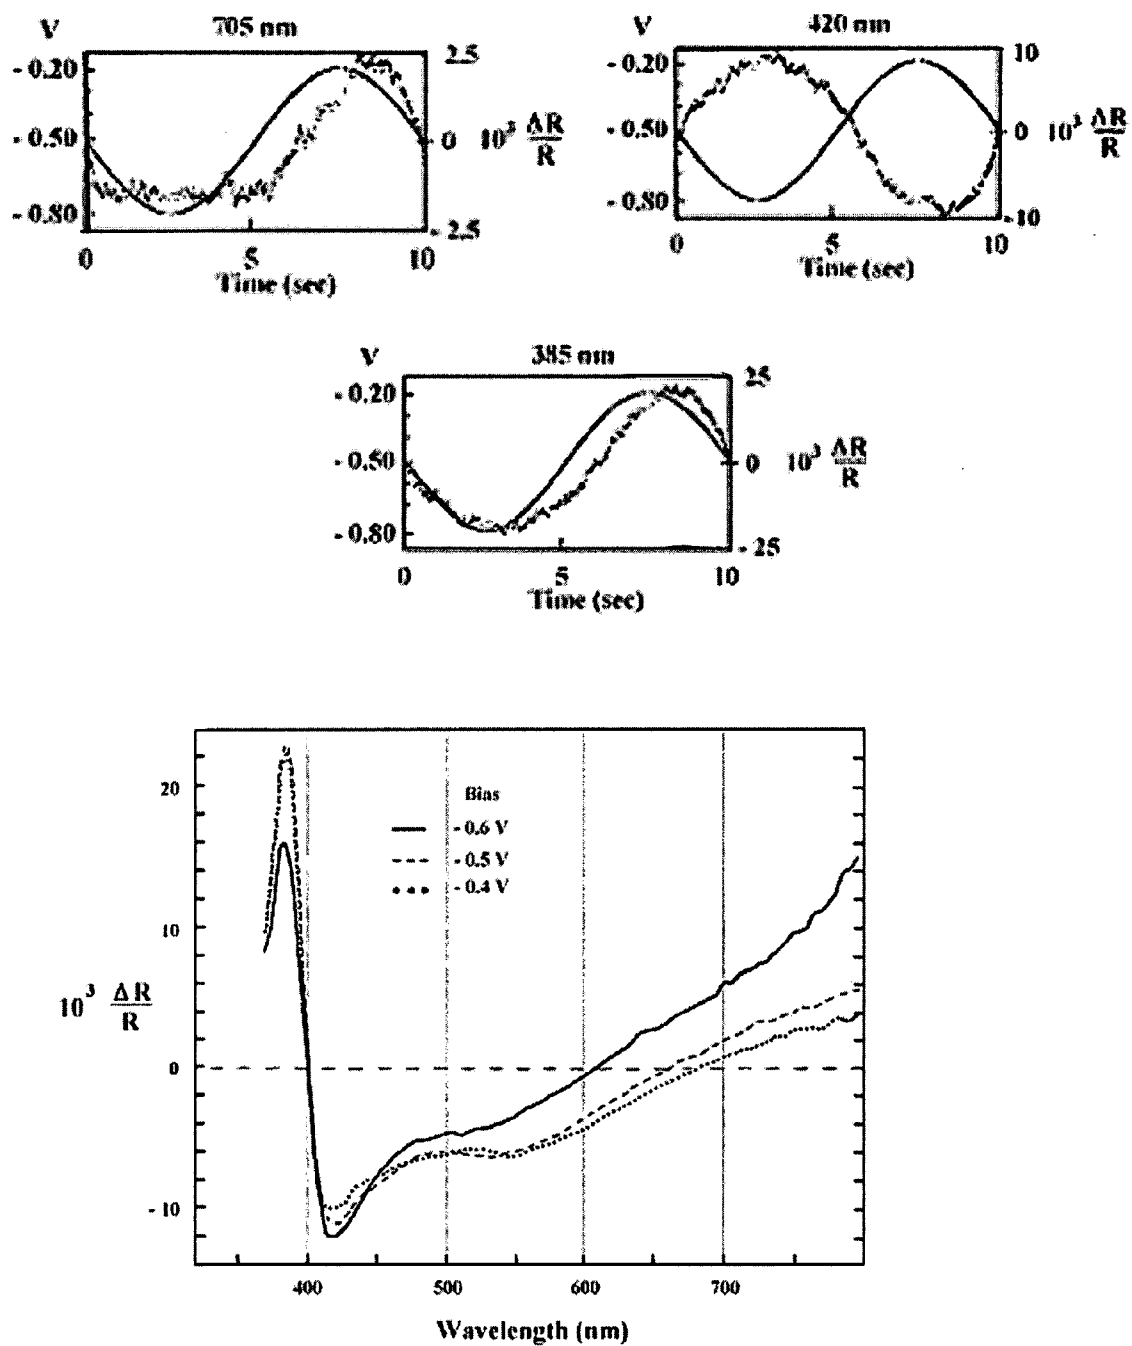 V 705 nm
- 0.20
- 0.50
- 0.80
2.5
0
- 2.5
10³ ΔR
R
0 5 10
Time (sec)
V 420 nm
- 0.20
- 0.50
- 0.80
10
0
-10
10³ ΔR
R
0 5 10
Time (sec)
V 385 nm
- 0.20
- 0.50
- 0.80
25
0
- 25
10³ ΔR
R
0 5 10
Time (sec)
20
10
0
- 10
10³ ΔR
R
Bias
- 0.6 V
- 0.5 V
- 0.4 V
400 500 600 700
Wavelength (nm)